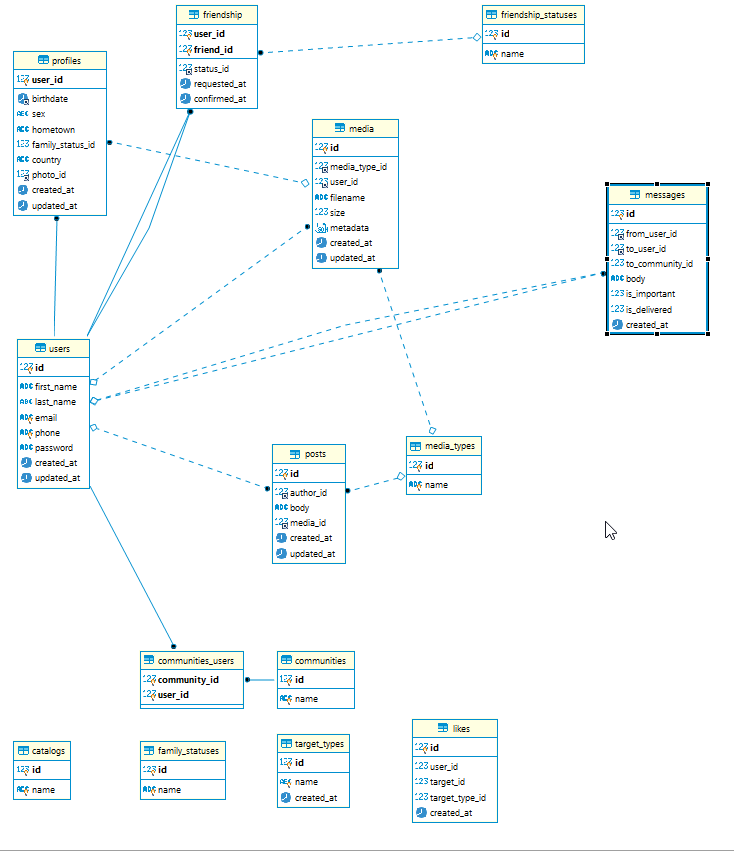 friendship
user_id
friend_id
status_id
requested_at
confirmed_at
friendship_statuses
id
name
profiles
user_id
birthdate
sex
hometown
family_status_id
country
photo_id
created_at
updated_at
media
id
media_type_id
user_id
filename
size
metadata
created_at
updated_at
messages
id
from_user_id
to_user_id
to_community_id
body
is_important
is_delivered
created_at
users
id
first_name
last_name
email
phone
password
created_at
updated_at
posts
id
author_id
body
media_id
created_at
updated_at
media_types
id
name
communities_users
community_id
user_id
communities
id
name
catalogs
id
name
family_statuses
id
name
target_types
id
name
created_at
likes
id
user_id
target_id
target_type_id
created_at